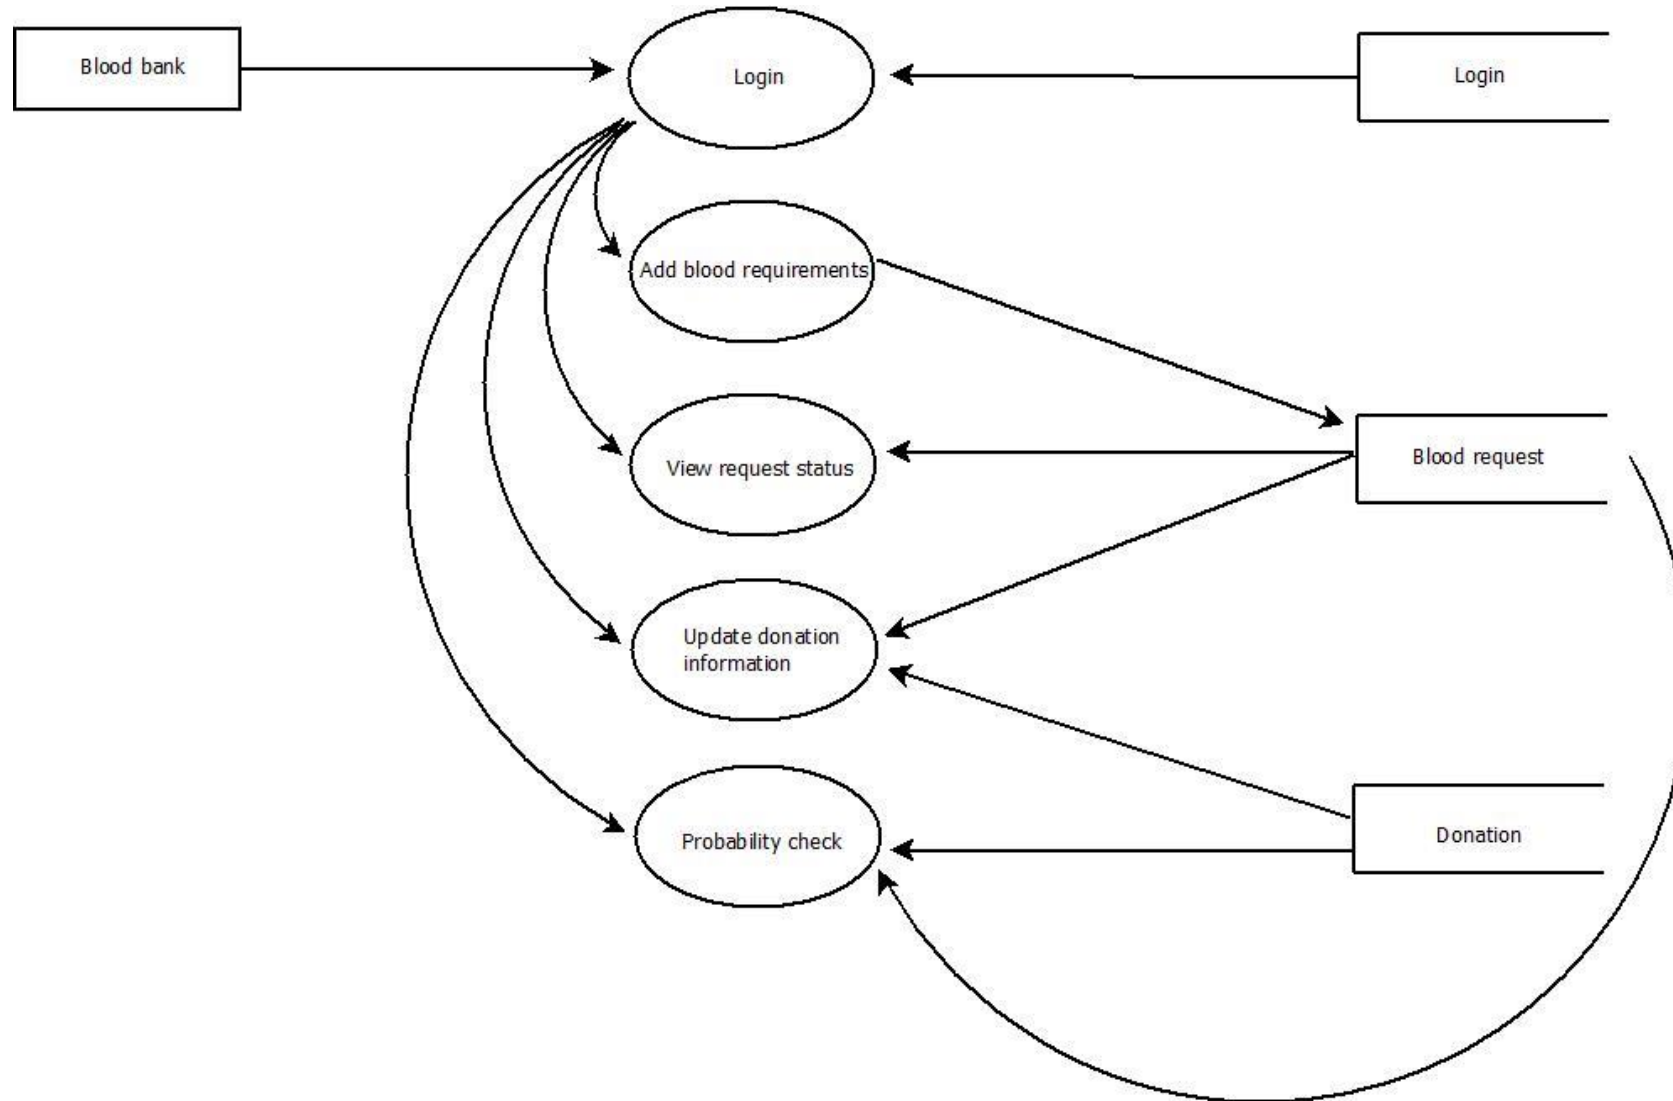 Blood bank
Login
Login
Add blood requirements
View request status
Blood request
Update donation
information
Probability check
Donation